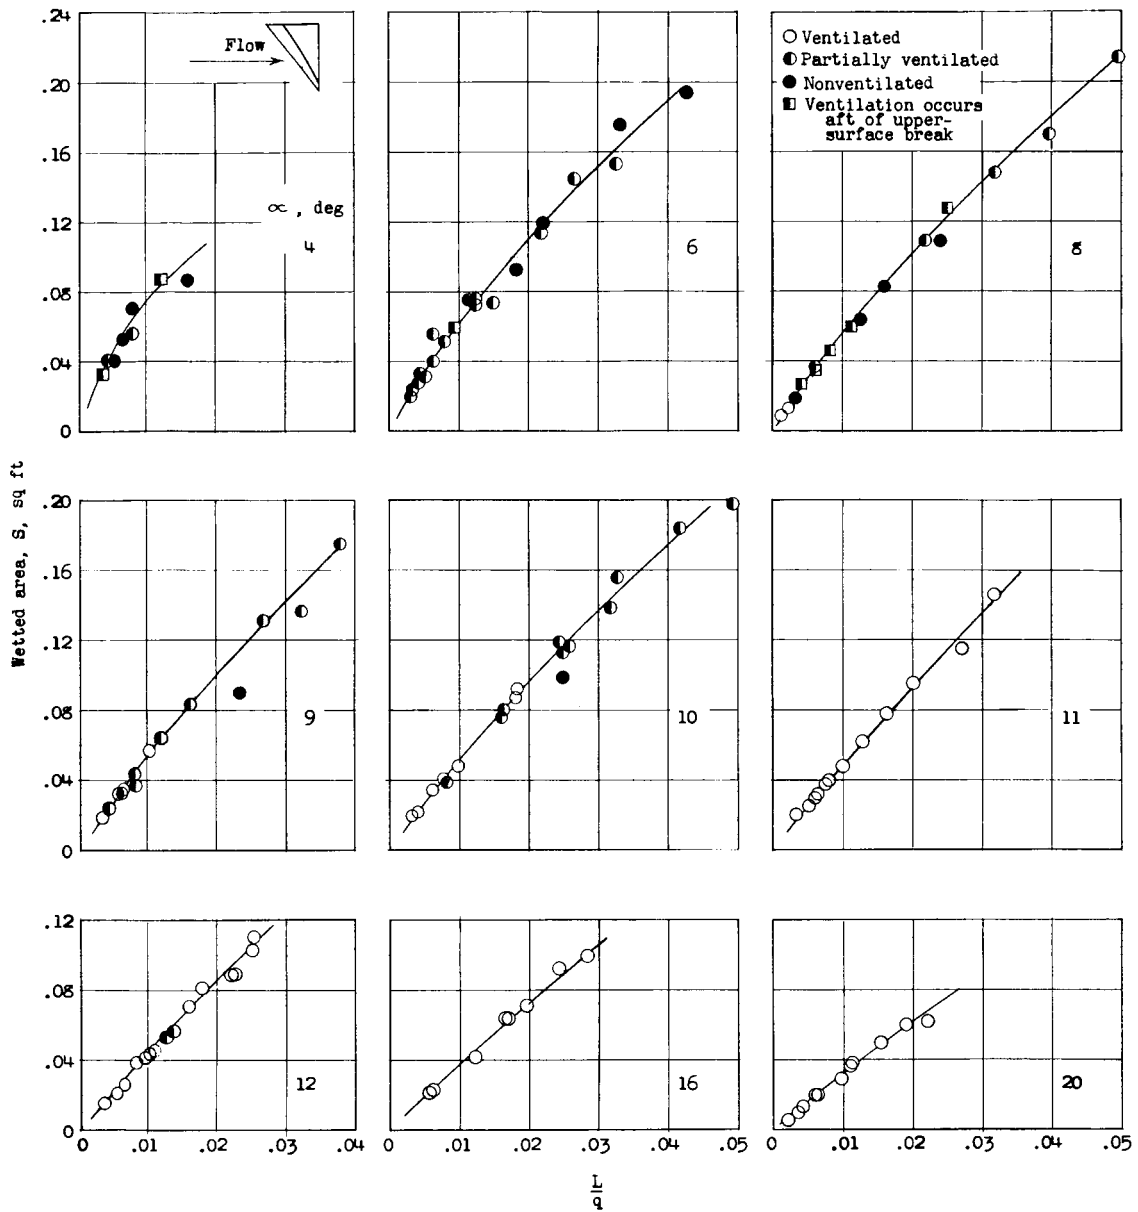 .24
.20
.16
.12
.08
.04
0
Flow
∝, deg
4
6
○ Ventilated
◐ Partially ventilated
● Nonventilated
◧ Ventilation occurs
aft of upper-
surface break
8
Wetted area, S, sq ft
.20
.16
.12
.08
.04
0
9
10
11
.12
.08
.04
0
12
16
20
0 .01 .02 .03 .04
0 .01 .02 .03 .04 .05
0 .01 .02 .03 .04 .05
L
q